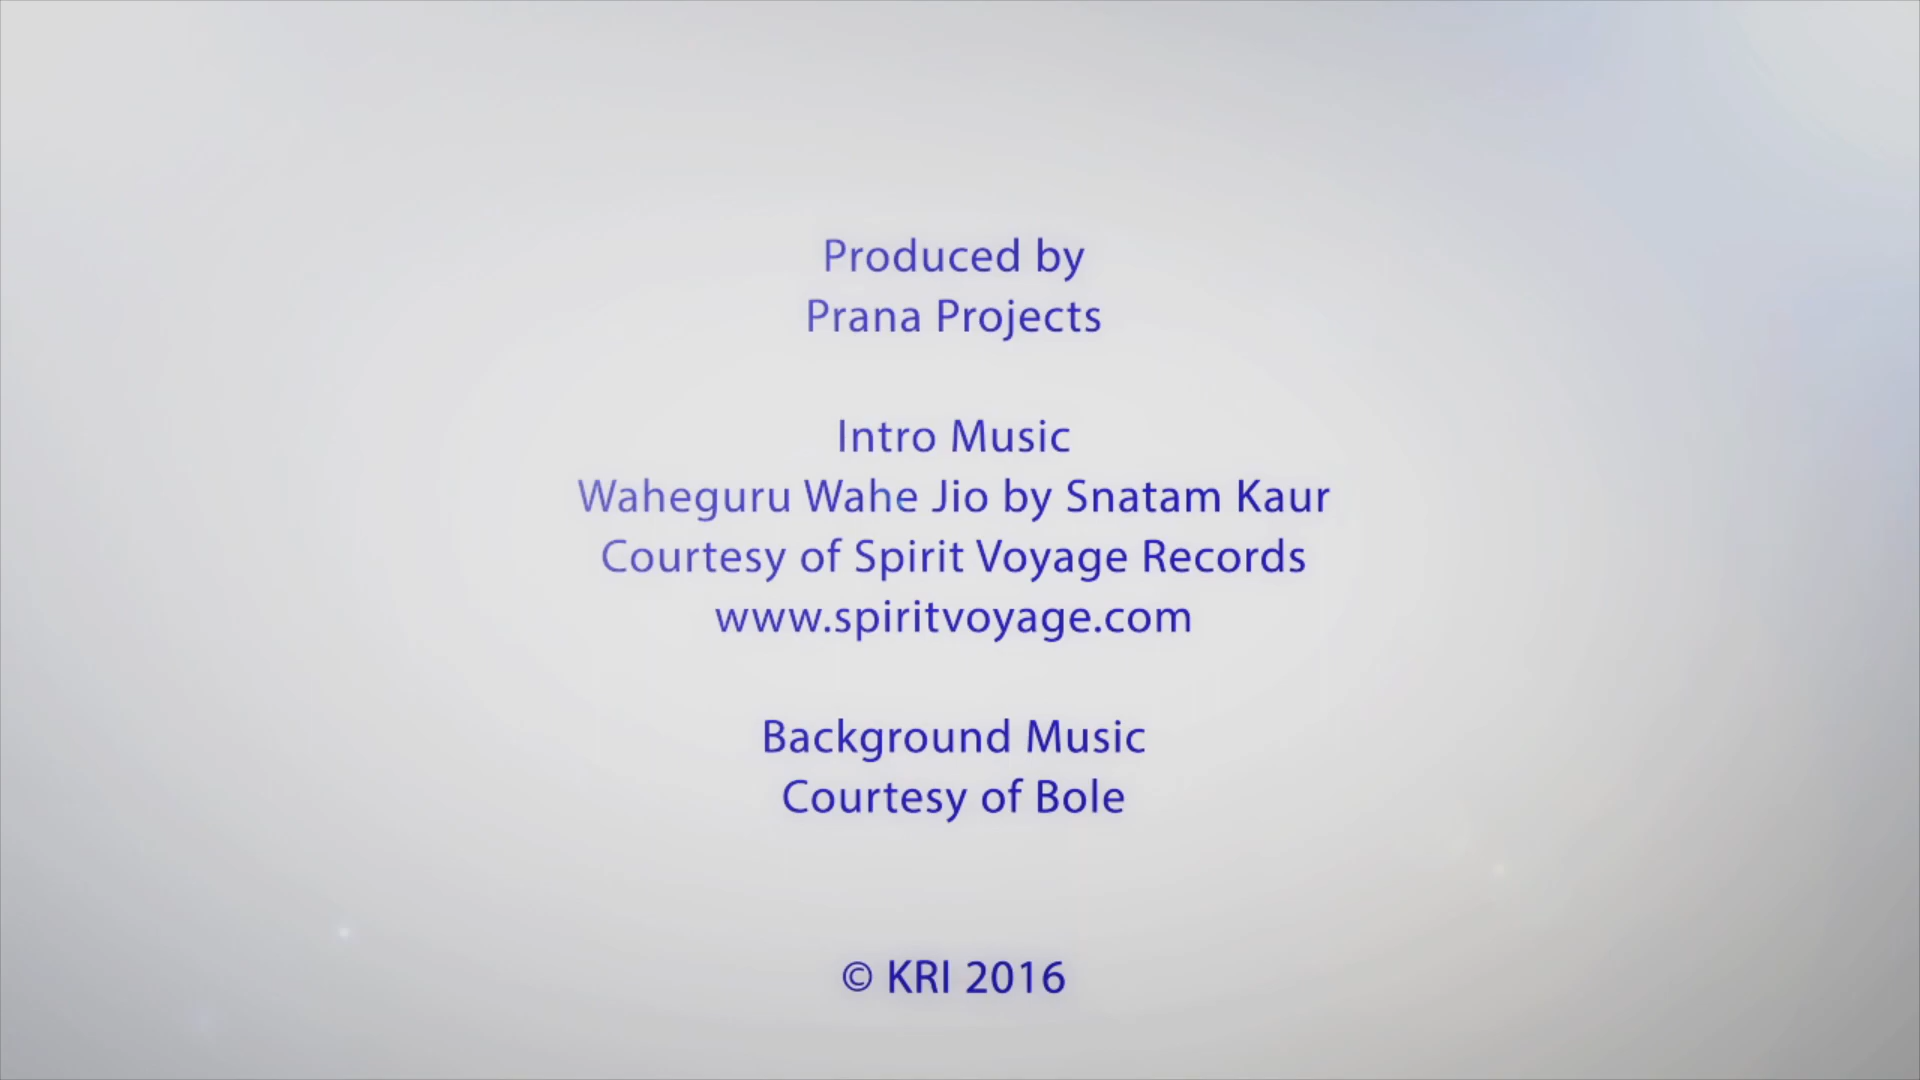 Produced by
Prana Projects
Intro Music
Waheguru Wahe Jio by Snatam Kaur
Courtesy of Spirit Voyage Records
www.spiritvoyage.com
Background Music
Courtesy of Bole
© KRI 2016